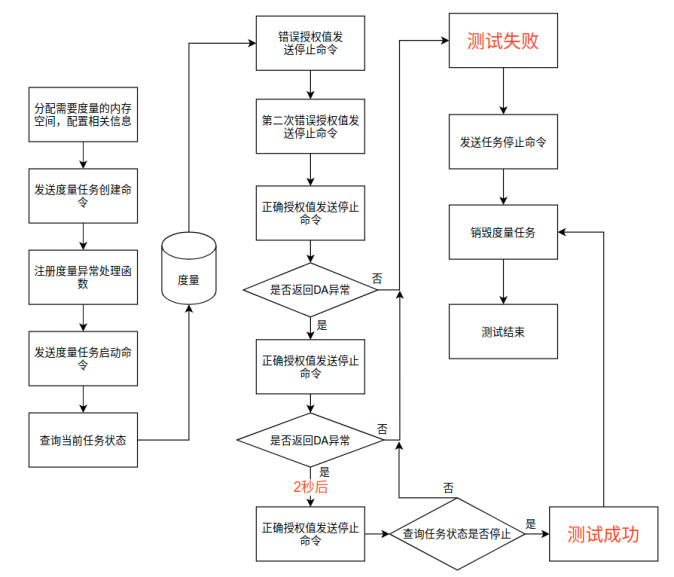 分配需要度量的内存
空间，配置相关信息
发送度量任务创建命
令
注册度量异常处理函
数
发送度量任务启动命
令
查询当前任务状态
度量
错误授权值发
送停止命令
第二次错误授权值发
送停止命令
正确授权值发送停止
命令
是否返回DA异常
否
是
正确授权值发送停止
命令
是否返回DA异常
否
是
2秒后
正确授权值发送停止
命令
查询任务状态是否停止
否
是
测试成功
测试失败
发送任务停止命令
销毁度量任务
测试结束